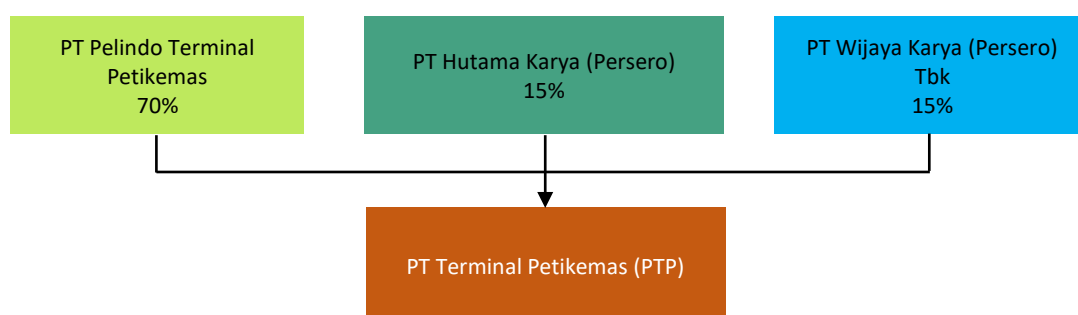 PT Pelindo Terminal
Petikemas
70%
PT Hutama Karya (Persero)
15%
PT Wijaya Karya (Persero)
Tbk
15%
PT Terminal Petikemas (PTP)